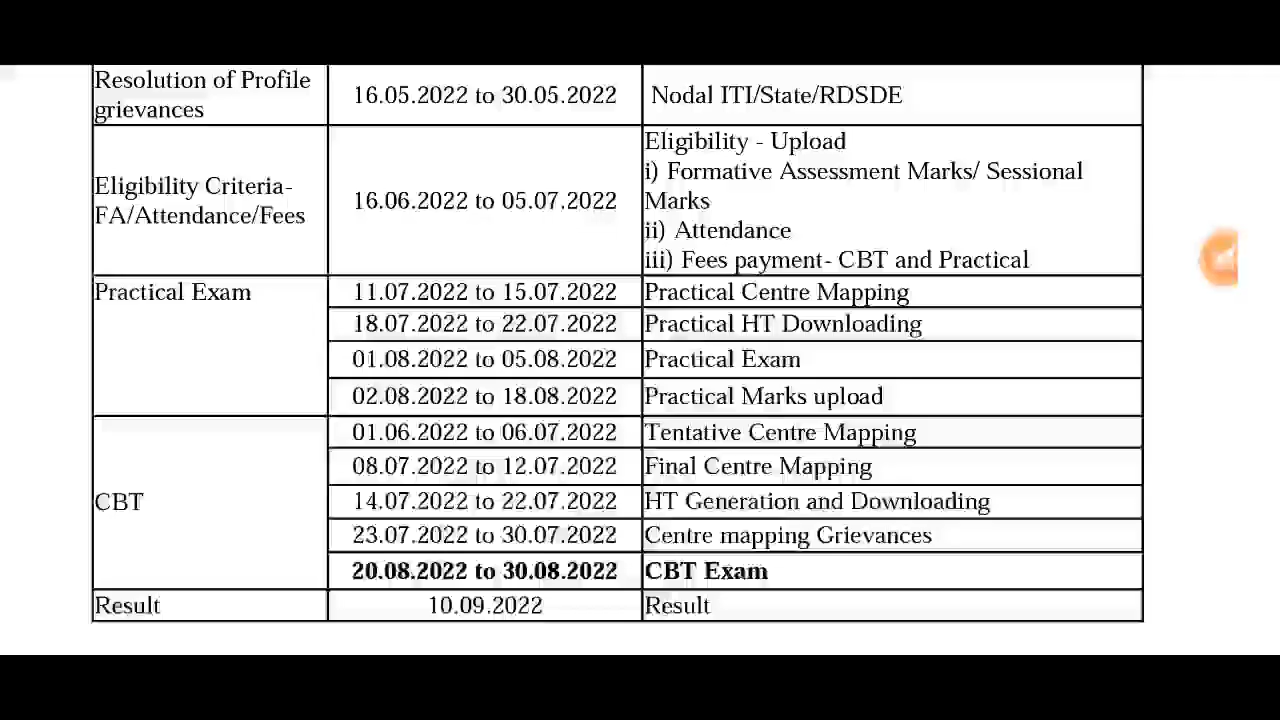 Resolution of Profile
grievances
16.05.2022 to 30.05.2022
Nodal ITI/State/RDSDE
Eligibility Criteria-
FA/Attendance/Fees
16.06.2022 to 05.07.2022
Eligibility - Upload
i) Formative Assessment Marks/ Sessional
Marks
ii) Attendance
iii) Fees payment- CBT and Practical
Practical Exam
11.07.2022 to 15.07.2022
Practical Centre Mapping
18.07.2022 to 22.07.2022
Practical HT Downloading
01.08.2022 to 05.08.2022
Practical Exam
02.08.2022 to 18.08.2022
Practical Marks upload
CBT
01.06.2022 to 06.07.2022
Tentative Centre Mapping
08.07.2022 to 12.07.2022
Final Centre Mapping
14.07.2022 to 22.07.2022
HT Generation and Downloading
23.07.2022 to 30.07.2022
Centre mapping Grievances
20.08.2022 to 30.08.2022
CBT Exam
Result
10.09.2022
Result